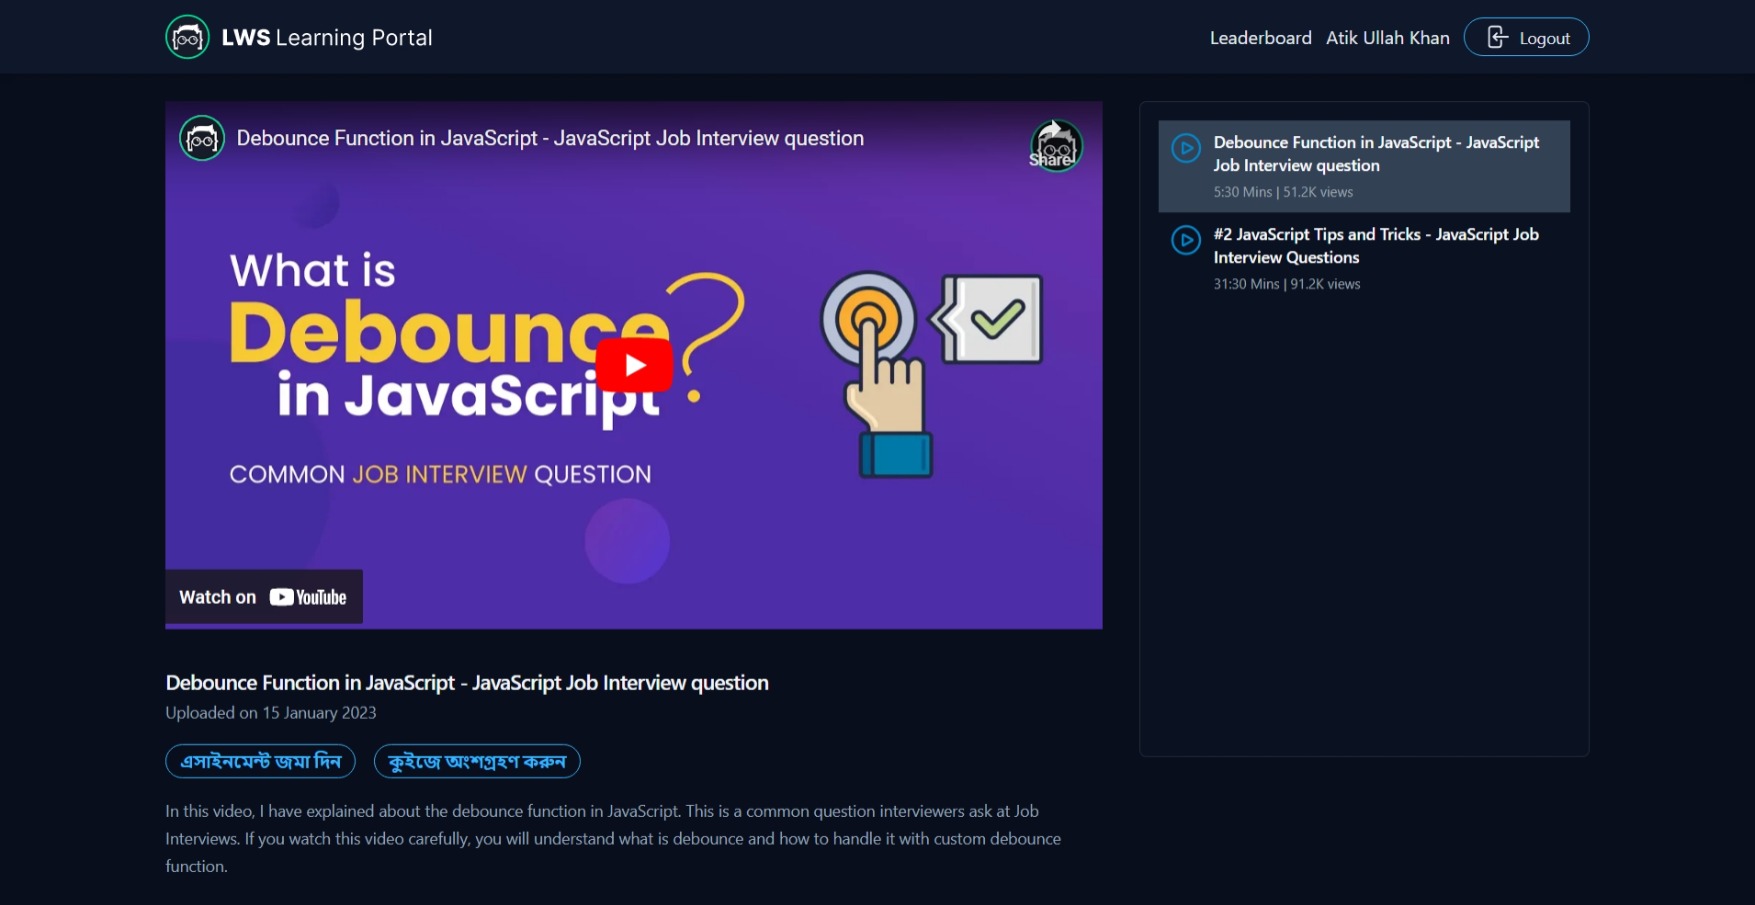 LWS Learning Portal
Leaderboard
Atik Ullah Khan
Logout
Debounce Function in JavaScript - JavaScript Job Interview question
Share
What is
Debounce?
in JavaScript
COMMON JOB INTERVIEW QUESTION
Watch on YouTube
Debounce Function in JavaScript - JavaScript Job Interview question
Uploaded on 15 January 2023
এসাইনমেন্ট জমা দিন
কুইজে অংশগ্রহণ করুন
In this video, I have explained about the debounce function in JavaScript. This is a common question interviewers ask at Job
Interviews. If you watch this video carefully, you will understand what is debounce and how to handle it with custom debounce
function.
Debounce Function in JavaScript - JavaScript
Job Interview question
5:30 Mins | 51.2K views
#2 JavaScript Tips and Tricks - JavaScript Job
Interview Questions
31:30 Mins | 91.2K views